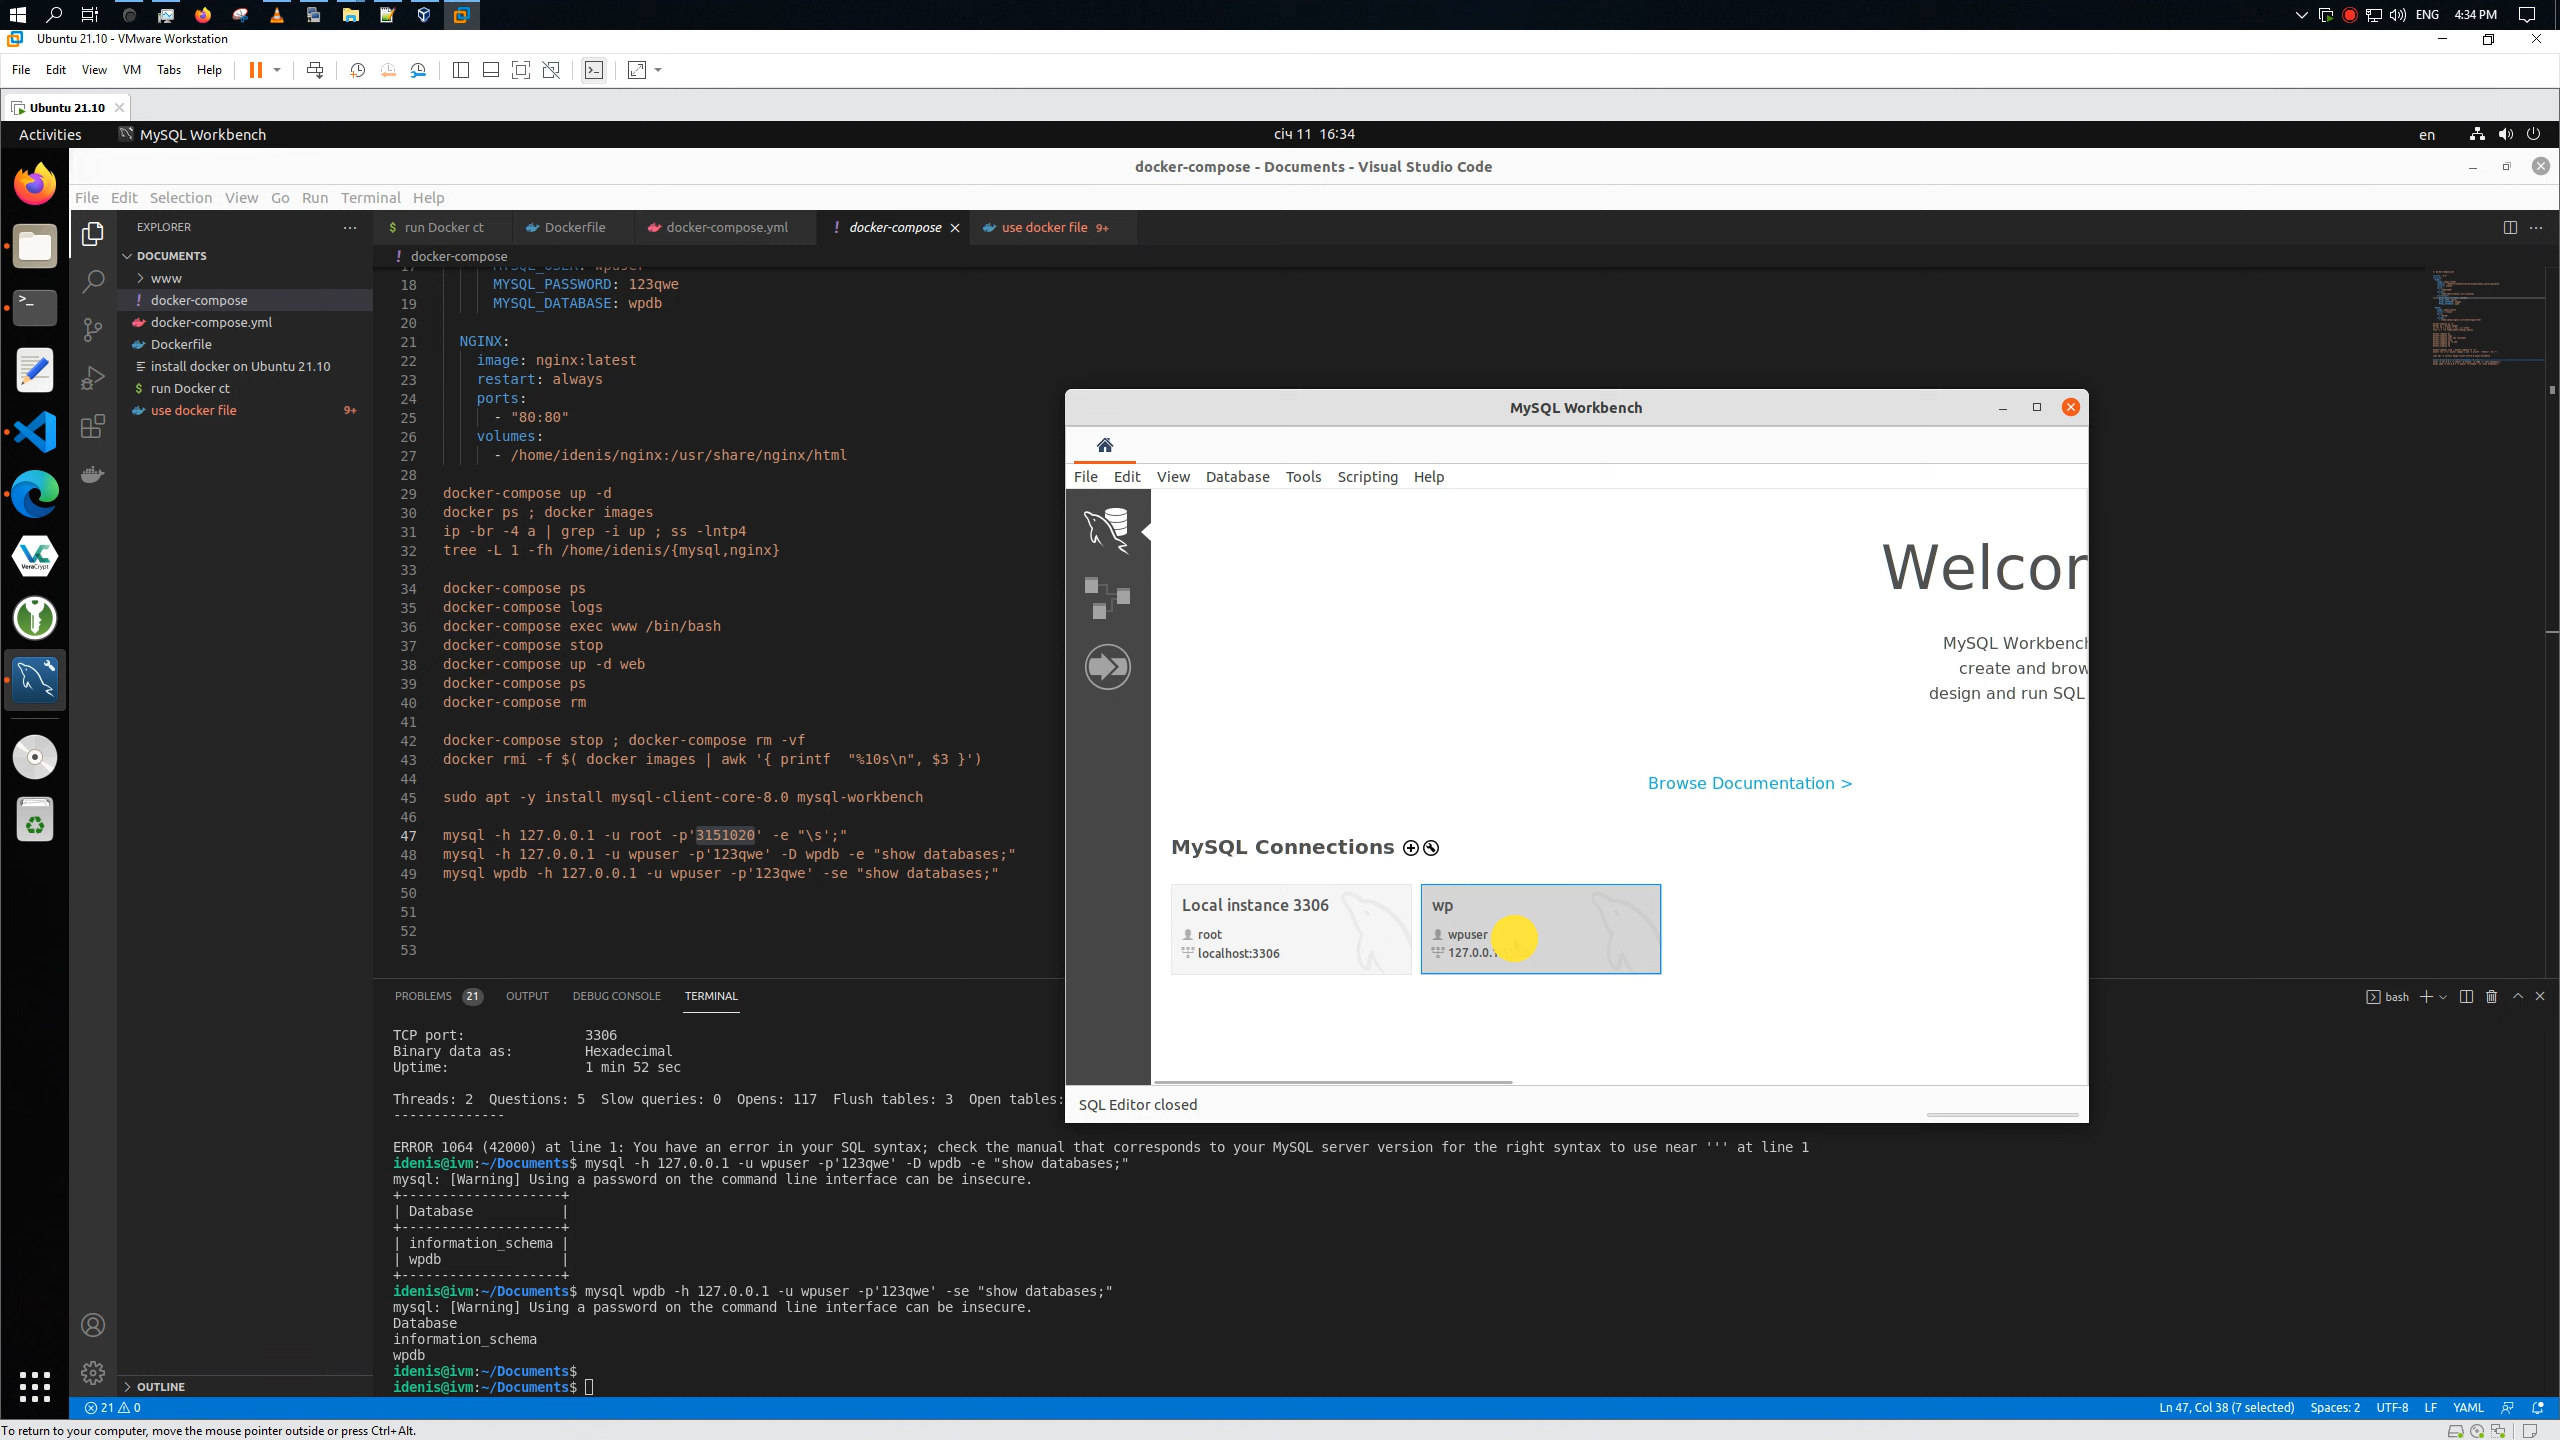 ENG
4:34 PM
Ubuntu 21.10 - VMware Workstation
File Edit View VM Tabs Help
Ubuntu 21.10
Activities MySQL Workbench січ 11 16:34 en
docker-compose - Documents - Visual Studio Code
File Edit Selection View Go Run Terminal Help
EXPLORER
run Docker ct
Dockerfile
docker-compose.yml
docker-compose
use docker file 9+
DOCUMENTS
www
docker-compose
docker-compose.yml
Dockerfile
install docker on Ubuntu 21.10
run Docker ct
use docker file 9+
OUTLINE
docker-compose
18 MYSQL_PASSWORD: 123qwe
19 MYSQL_DATABASE: wpdb
20
21 NGINX:
22 image: nginx:latest
23 restart: always
24 ports:
25 - "80:80"
26 volumes:
27 - /home/idenis/nginx:/usr/share/nginx/html
28
29 docker-compose up -d
30 docker ps ; docker images
31 ip -br -4 a | grep -i up ; ss -lntp4
32 tree -L 1 -fh /home/idenis/{mysql,nginx}
33
34 docker-compose ps
35 docker-compose logs
36 docker-compose exec www /bin/bash
37 docker-compose stop
38 docker-compose up -d web
39 docker-compose ps
40 docker-compose rm
41
42 docker-compose stop ; docker-compose rm -vf
43 docker rmi -f $( docker images | awk '{ printf "%10s\n", $3 }')
44
45 sudo apt -y install mysql-client-core-8.0 mysql-workbench
46
47 mysql -h 127.0.0.1 -u root -p'3151020' -e "\s';"
48 mysql -h 127.0.0.1 -u wpuser -p'123qwe' -D wpdb -e "show databases;"
49 mysql wpdb -h 127.0.0.1 -u wpuser -p'123qwe' -se "show databases;"
50
51
52
53
MySQL Workbench
File Edit View Database Tools Scripting Help
Welcor
MySQL Workbench
create and brow
design and run SQL
Browse Documentation >
MySQL Connections
Local instance 3306
root
localhost:3306
wp
wpuser
127.0.0.
SQL Editor closed
PROBLEMS 21 OUTPUT DEBUG CONSOLE TERMINAL
bash
TCP port: 3306
Binary data as: Hexadecimal
Uptime: 1 min 52 sec
Threads: 2 Questions: 5 Slow queries: 0 Opens: 117 Flush tables: 3 Open tables:
--------------
ERROR 1064 (42000) at line 1: You have an error in your SQL syntax; check the manual that corresponds to your MySQL server version for the right syntax to use near ''' at line 1
idenis@ivm:~/Documents$ mysql -h 127.0.0.1 -u wpuser -p'123qwe' -D wpdb -e "show databases;"
mysql: [Warning] Using a password on the command line interface can be insecure.
+--------------------+
| Database |
+--------------------+
| information_schema |
| wpdb |
+--------------------+
idenis@ivm:~/Documents$ mysql wpdb -h 127.0.0.1 -u wpuser -p'123qwe' -se "show databases;"
mysql: [Warning] Using a password on the command line interface can be insecure.
Database
information_schema
wpdb
idenis@ivm:~/Documents$
idenis@ivm:~/Documents$
21 0
Ln 47, Col 38 (7 selected) Spaces: 2 UTF-8 LF YAML
To return to your computer, move the mouse pointer outside or press Ctrl+Alt.